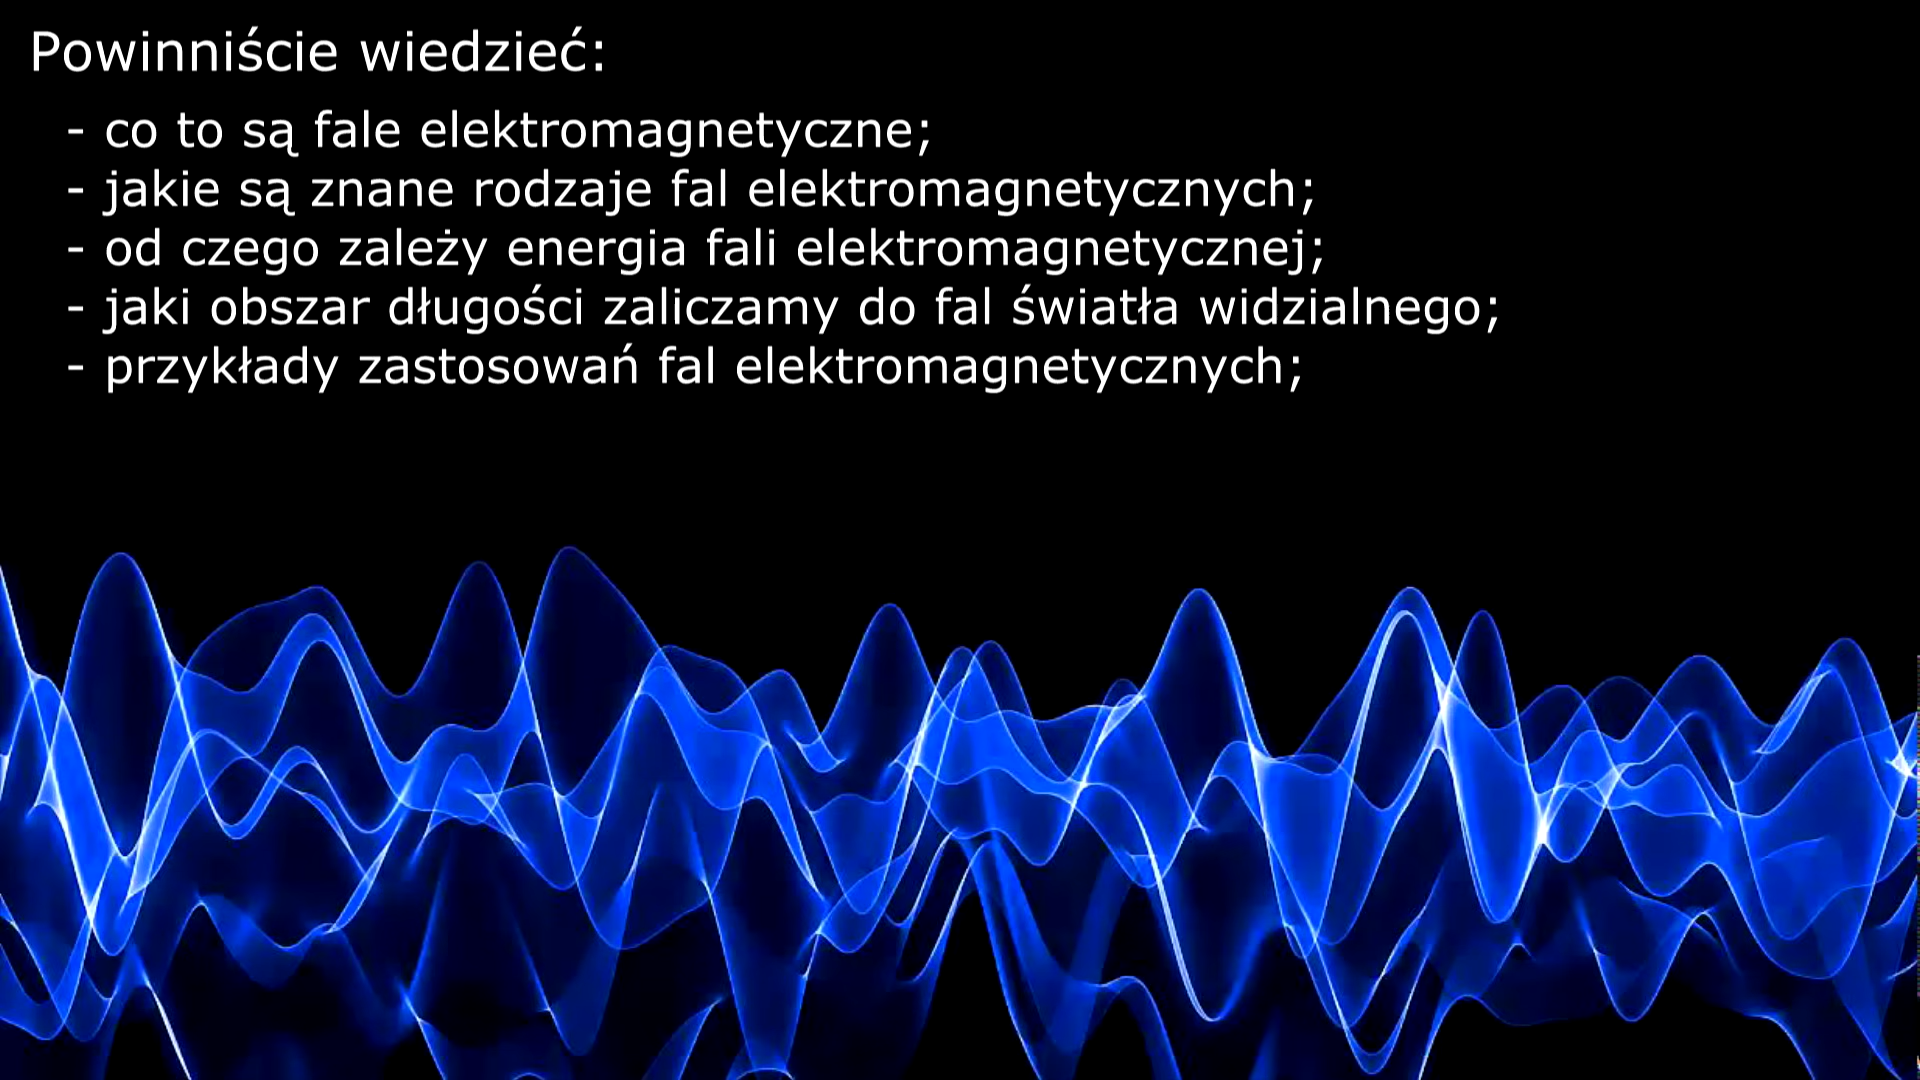 Powinniście wiedzieć:
- co to są fale elektromagnetyczne;
- jakie są znane rodzaje fal elektromagnetycznych;
- od czego zależy energia fali elektromagnetycznej;
- jaki obszar długości zaliczamy do fal światła widzialnego;
- przykłady zastosowań fal elektromagnetycznych;